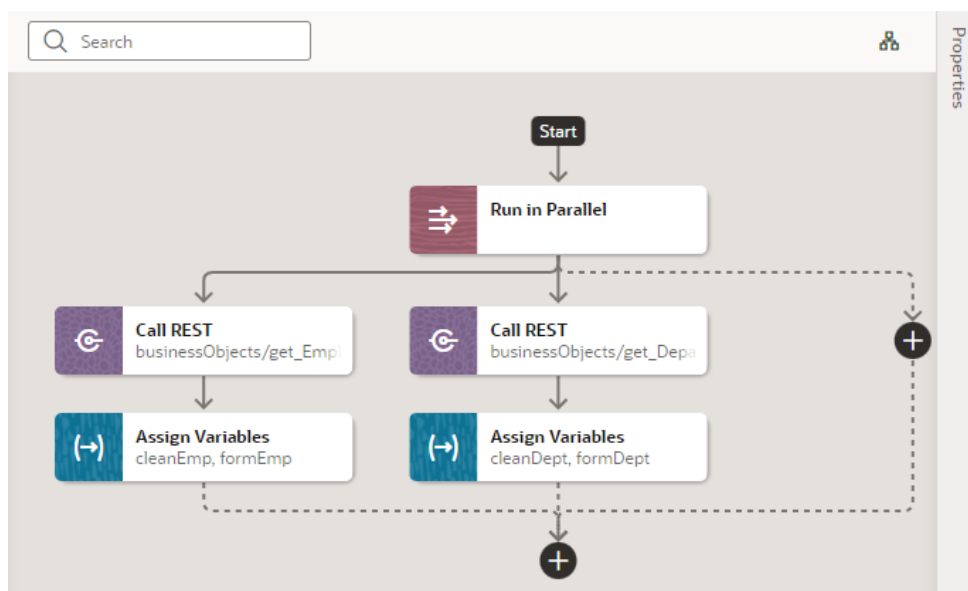 Search
Properties
Start
Run in Parallel
Call REST
businessObjects/get_Empl
Call REST
businessObjects/get_Depa
Assign Variables
cleanEmp, formEmp
Assign Variables
cleanDept, formDept